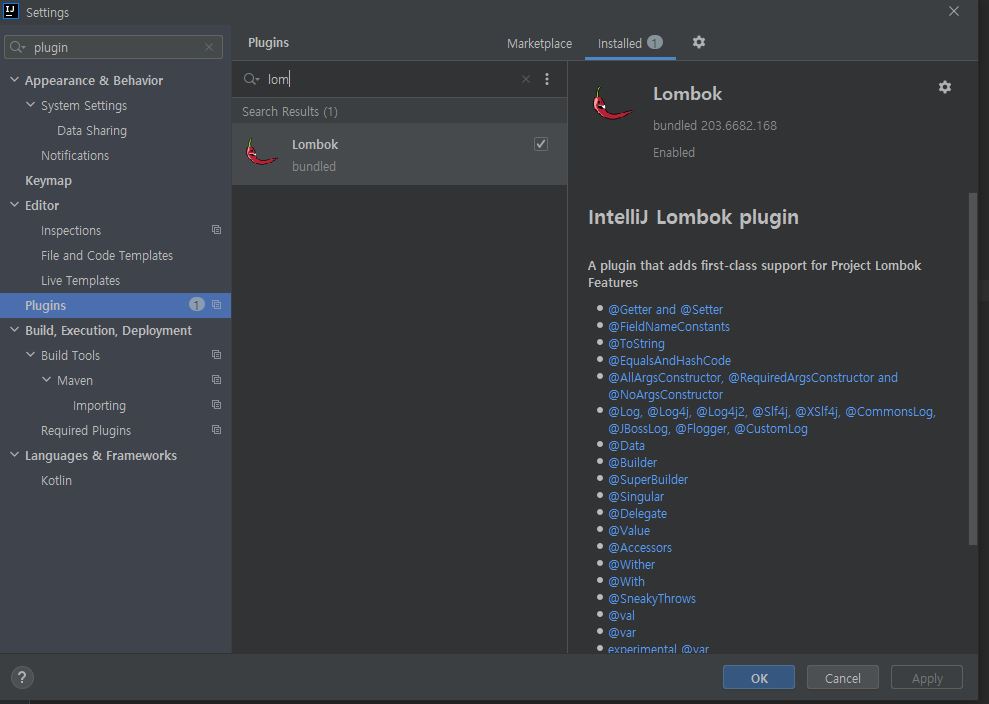 IJ
Settings
plugin
Appearance & Behavior
System Settings
Data Sharing
Notifications
Keymap
Editor
Inspections
File and Code Templates
Live Templates
Plugins 1
Build, Execution, Deployment
Build Tools
Maven
Importing
Required Plugins
Languages & Frameworks
Kotlin
Plugins
Marketplace
Installed 1
lom
Search Results (1)
Lombok
bundled
Lombok
bundled 203.6682.168
Enabled
IntelliJ Lombok plugin
A plugin that adds first-class support for Project Lombok
Features
@Getter and @Setter
@FieldNameConstants
@ToString
@EqualsAndHashCode
@AllArgsConstructor, @RequiredArgsConstructor and
@NoArgsConstructor
@Log, @Log4j, @Log4j2, @Slf4j, @XSlf4j, @CommonsLog,
@JBossLog, @Flogger, @CustomLog
@Data
@Builder
@SuperBuilder
@Singular
@Delegate
@Value
@Accessors
@Wither
@With
@SneakyThrows
@val
@var
experimental @var
?
OK
Cancel
Apply